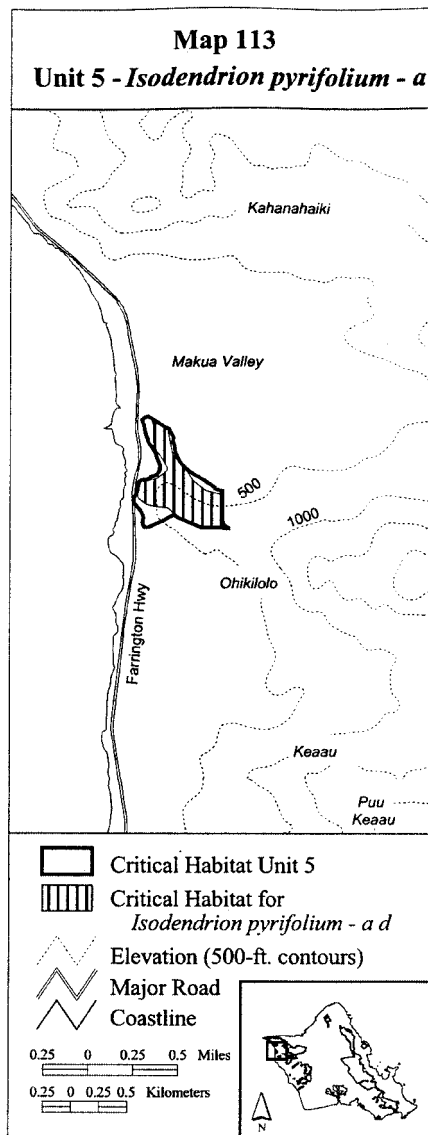 Map 113
Unit 5 - Isodendrion pyrifolium - a
Kahanahaiki
Makua Valley
500
1000
Ohikilolo
Farrington Hwy
Keaau
Puu
Keaau
Critical Habitat Unit 5
Critical Habitat for
Isodendrion pyrifolium - a d
Elevation (500-ft. contours)
Major Road
Coastline
0.25 0 0.25 0.5 Miles
0.25 0 0.25 0.5 Kilometers
N